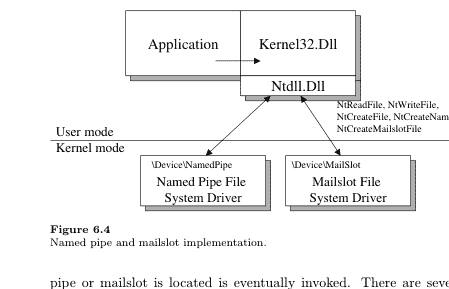 Application
Kernel32.Dll
Ntdll.Dll
NtReadFile, NtWriteFile,
NtCreateFile, NtCreateNam
NtCreateMailslotFile
User mode
Kernel mode
\Device\NamedPipe
Named Pipe File
System Driver
\Device\MailSlot
Mailslot File
System Driver
Figure 6.4
Named pipe and mailslot implementation.
pipe or mailslot is located is eventually invoked. There are seve